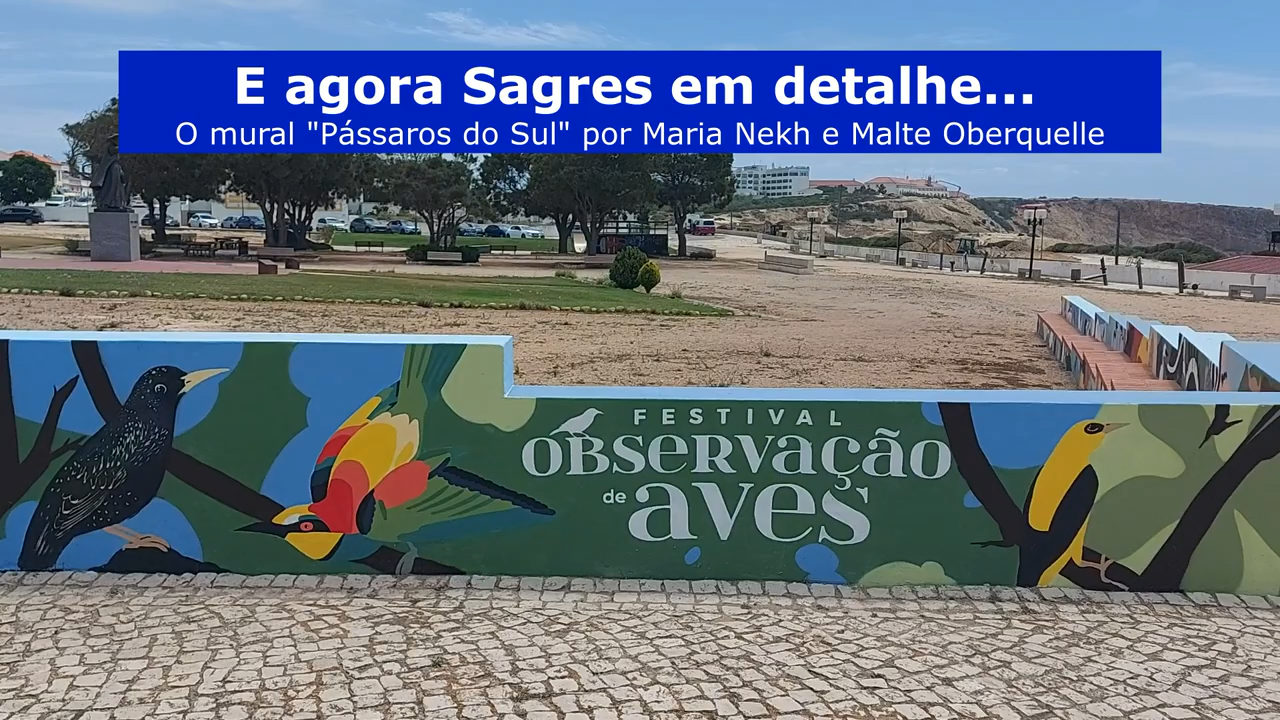 E agora Sagres em detalhe...
O mural "Pássaros do Sul" por Maria Nekh e Malte Oberquelle
FESTIVAL
OBSERVAÇÃO
de
aves